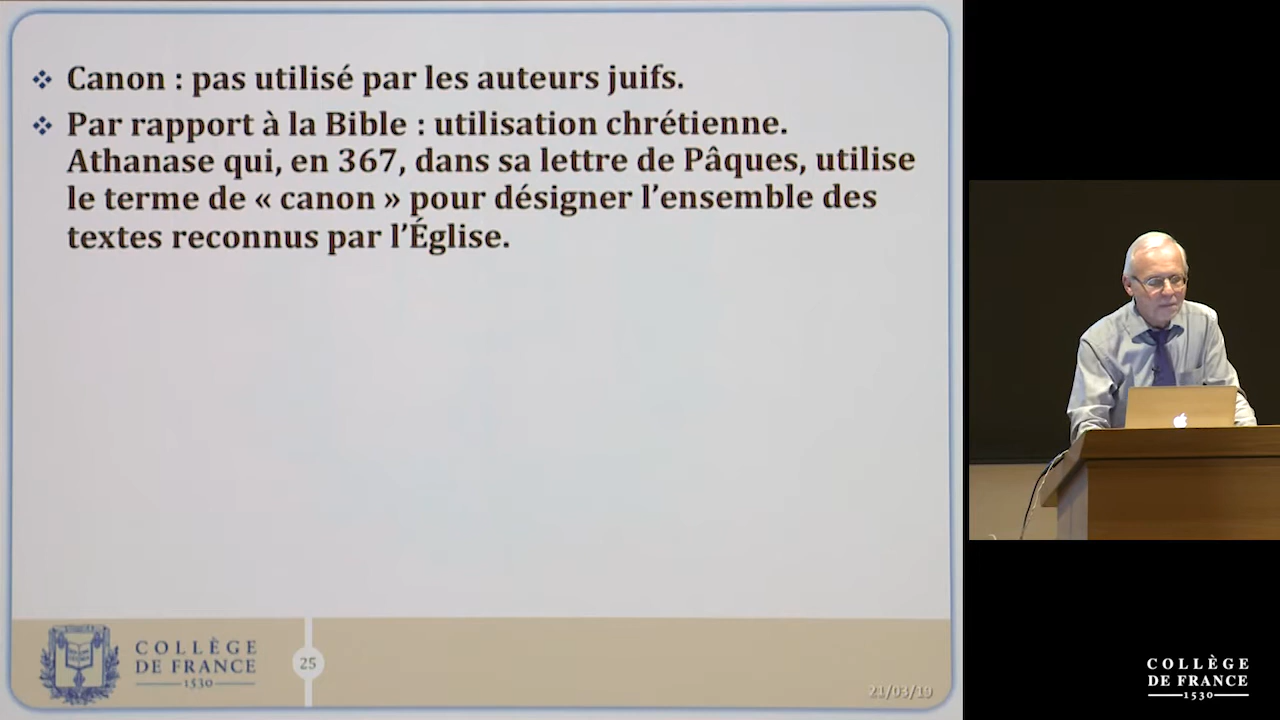 Canon : pas utilisé par les auteurs juifs.
Par rapport à la Bible : utilisation chrétienne.
Athanase qui, en 367, dans sa lettre de Pâques, utilise
le terme de « canon » pour désigner l’ensemble des
textes reconnus par l’Église.
COLLÈGE
DE FRANCE
1530
25
21/03/19
COLLÈGE
DE FRANCE
1530